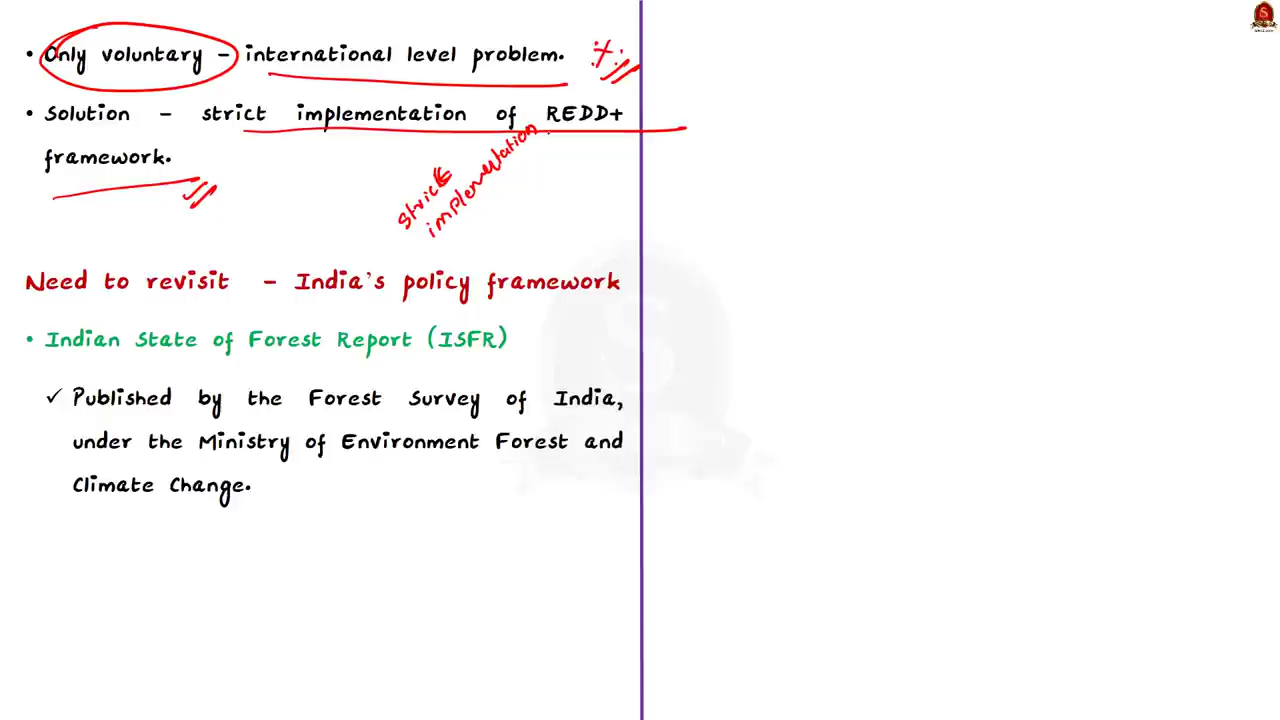 • Only voluntary – international level problem.
• Solution – strict implementation of REDD+
framework.
strict
implementation
Need to revisit – India's policy framework
• Indian State of Forest Report (ISFR)
✓ Published by the Forest Survey of India,
under the Ministry of Environment Forest and
Climate Change.